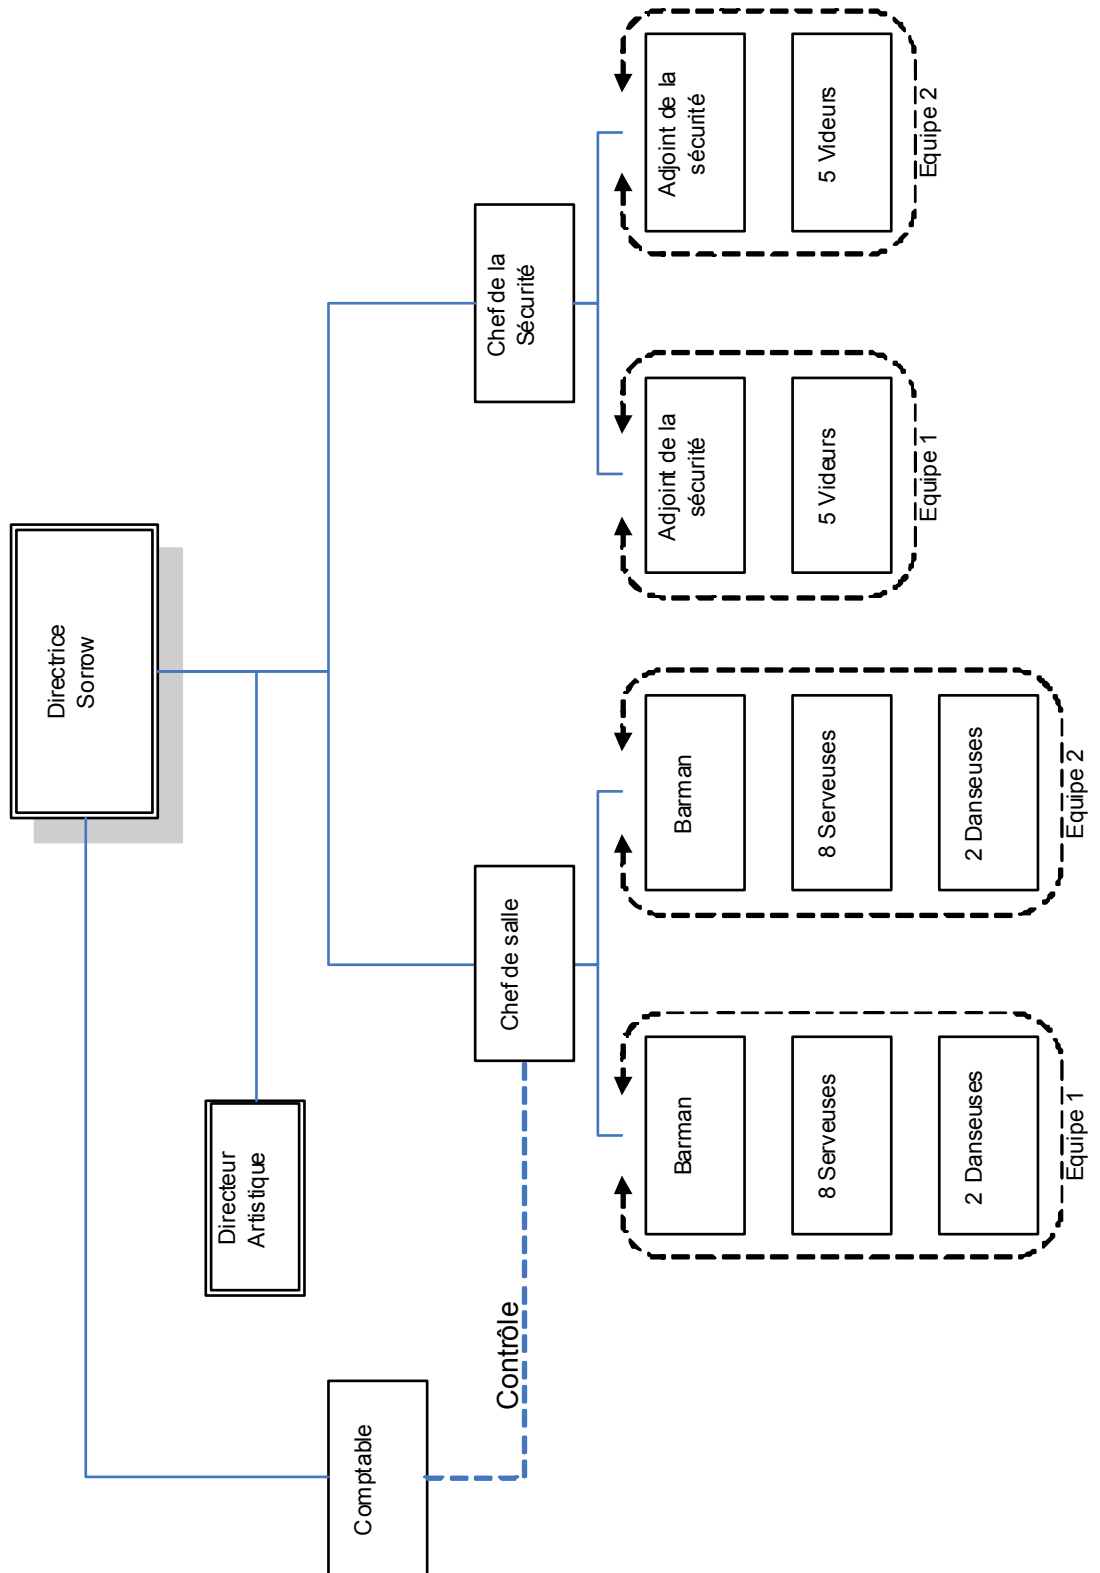 Directrice
Sorrow
Directeur
Artistique
Comptable
Contrôle
Chef de salle
Chef de la
Sécurité
Barman
8 Serveuses
2 Danseuses
Equipe 1
Barman
8 Serveuses
2 Danseuses
Equipe 2
Adjoint de la
sécurité
5 Videurs
Equipe 1
Adjoint de la
sécurité
5 Videurs
Equipe 2